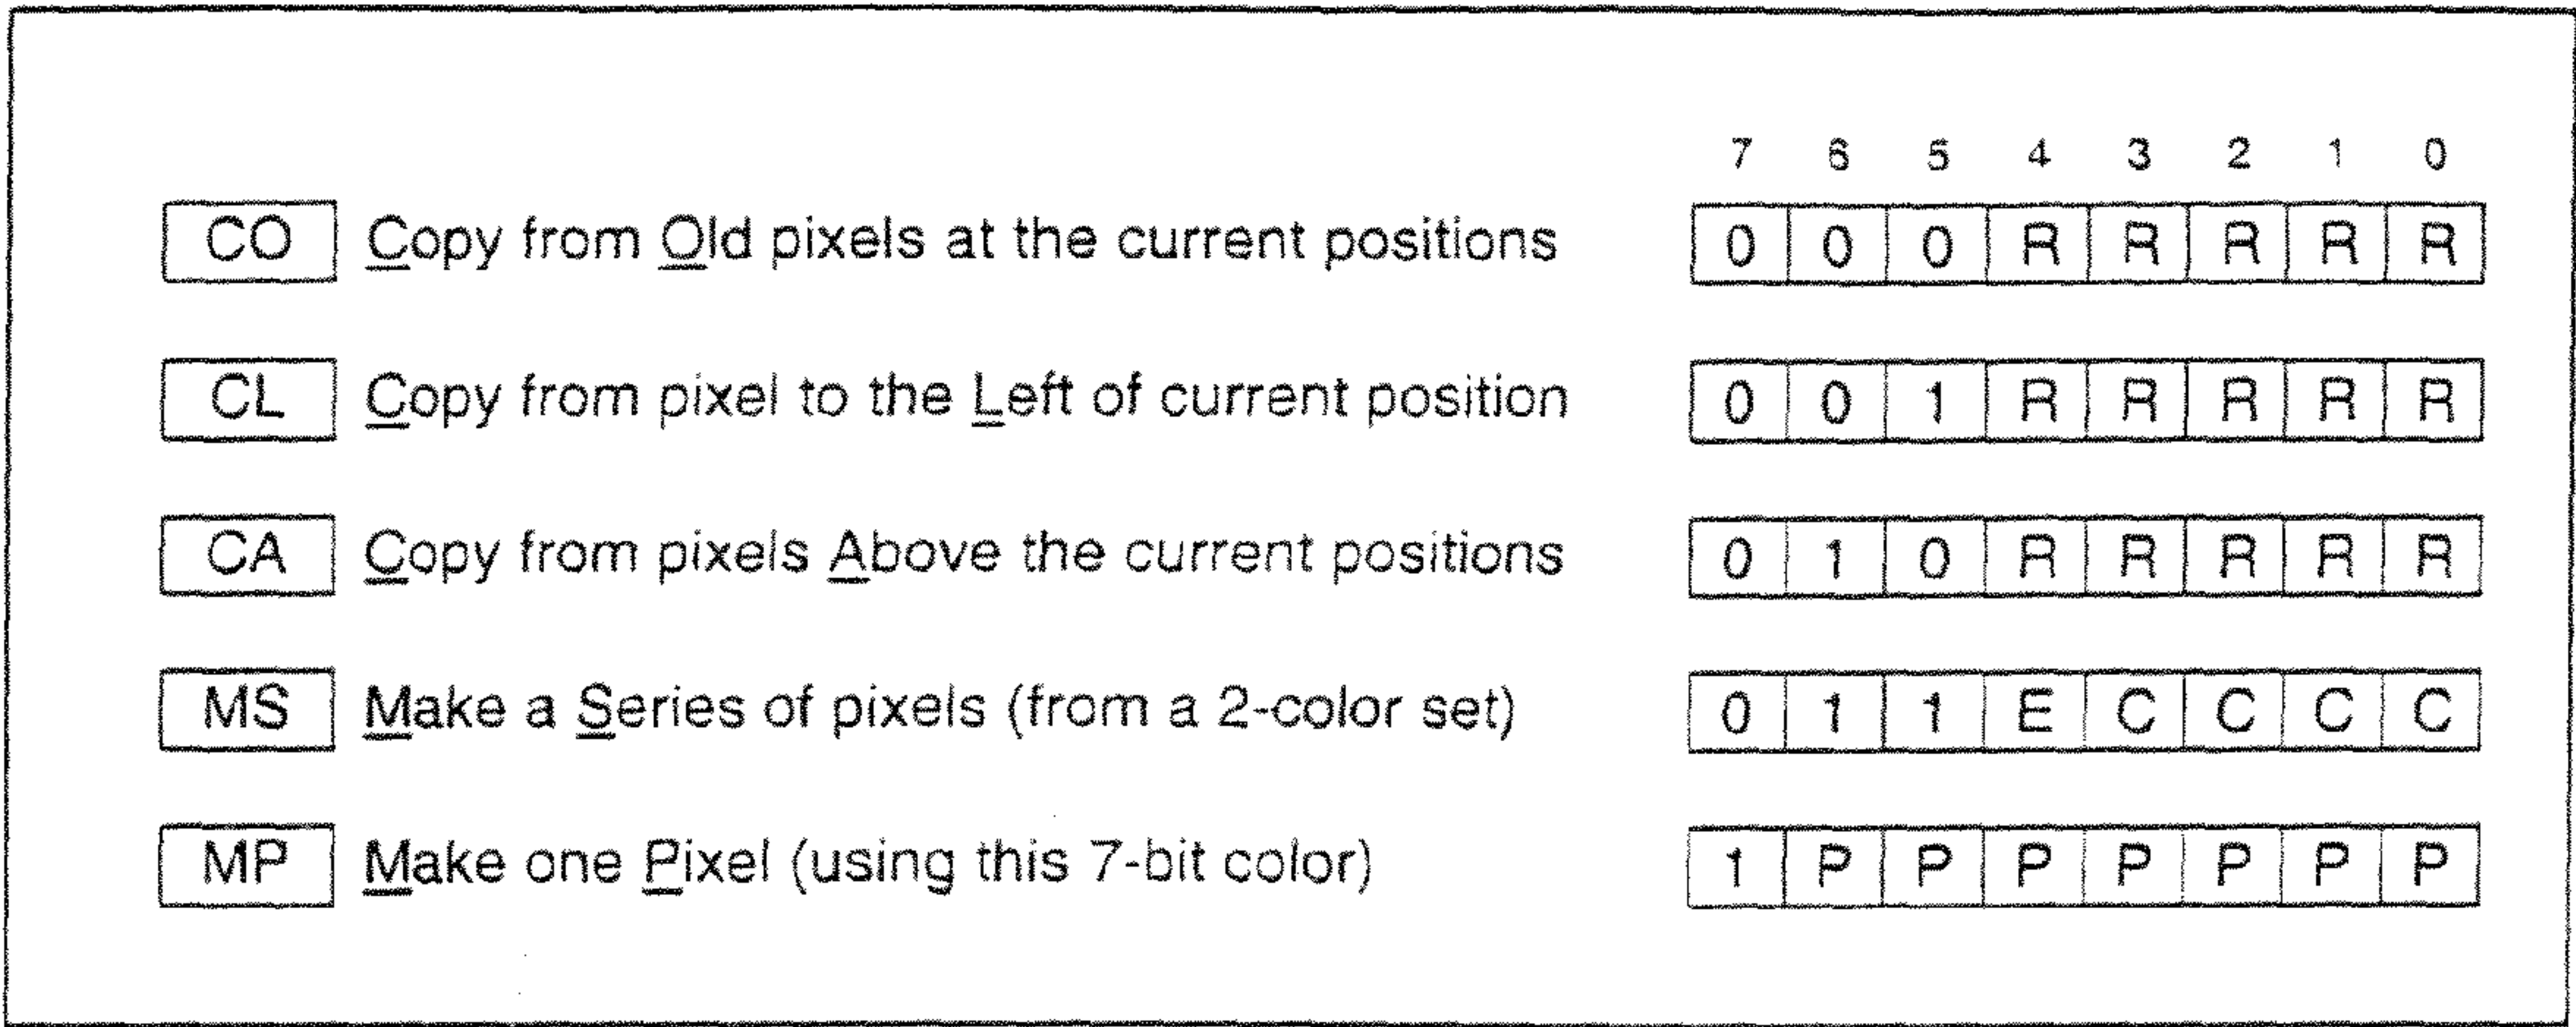 7 6 5 4 3 2 1 0
CO Copy from Old pixels at the current positions 0 0 0 R R R R R
CL Copy from pixel to the Left of current position 0 0 1 R R R R R
CA Copy from pixels Above the current positions 0 1 0 R R R R R
MS Make a Series of pixels (from a 2-color set) 0 1 1 E C C C C
MP Make one Pixel (using this 7-bit color) 1 P P P P P P P